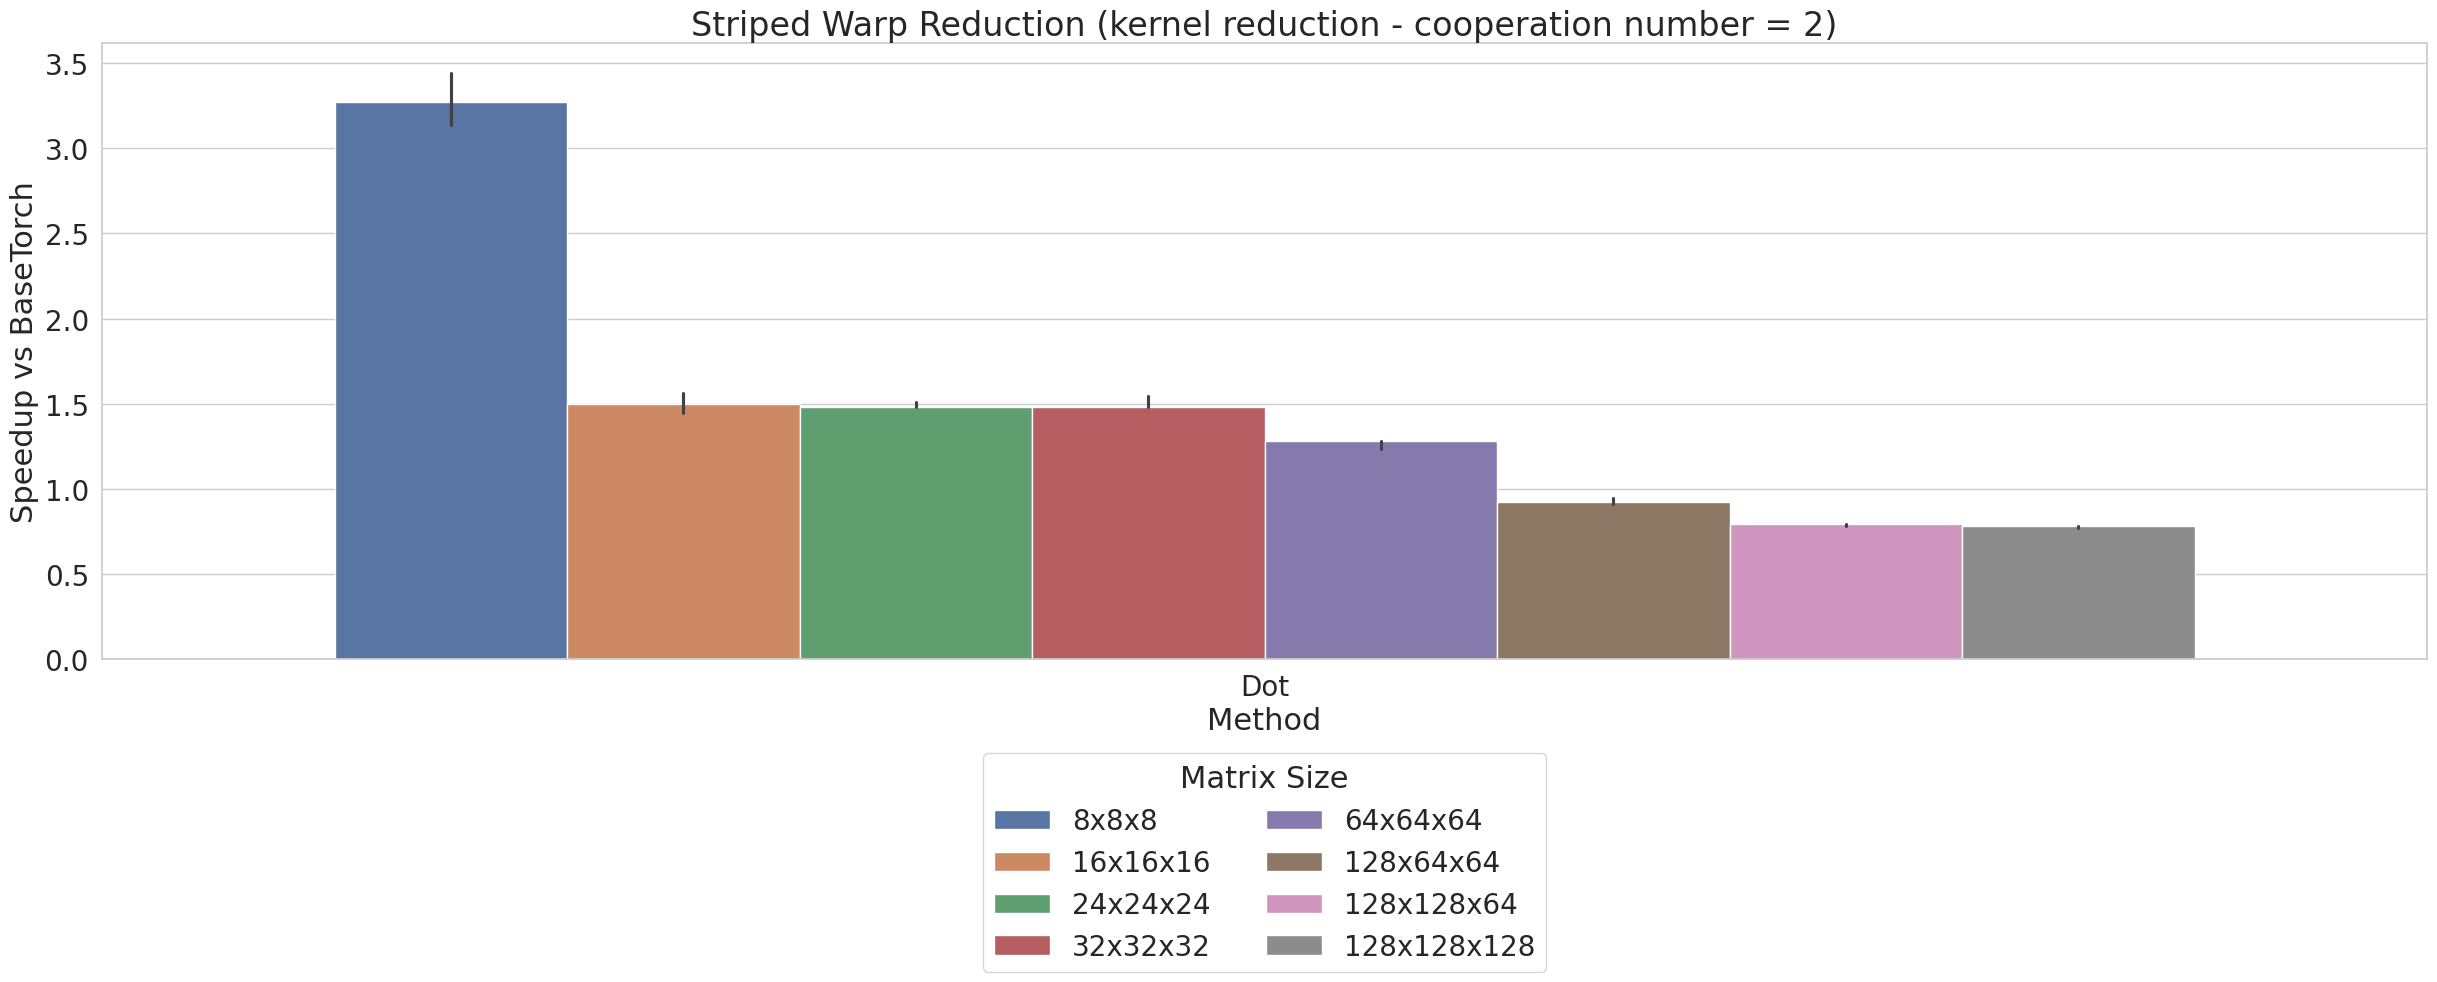 Striped Warp Reduction (kernel reduction - cooperation number = 2)
Speedup vs BaseTorch
3.5
3.0
2.5
2.0
1.5
1.0
0.5
0.0
Dot
Method
Matrix Size
8x8x8
16x16x16
24x24x24
32x32x32
64x64x64
128x64x64
128x128x64
128x128x128